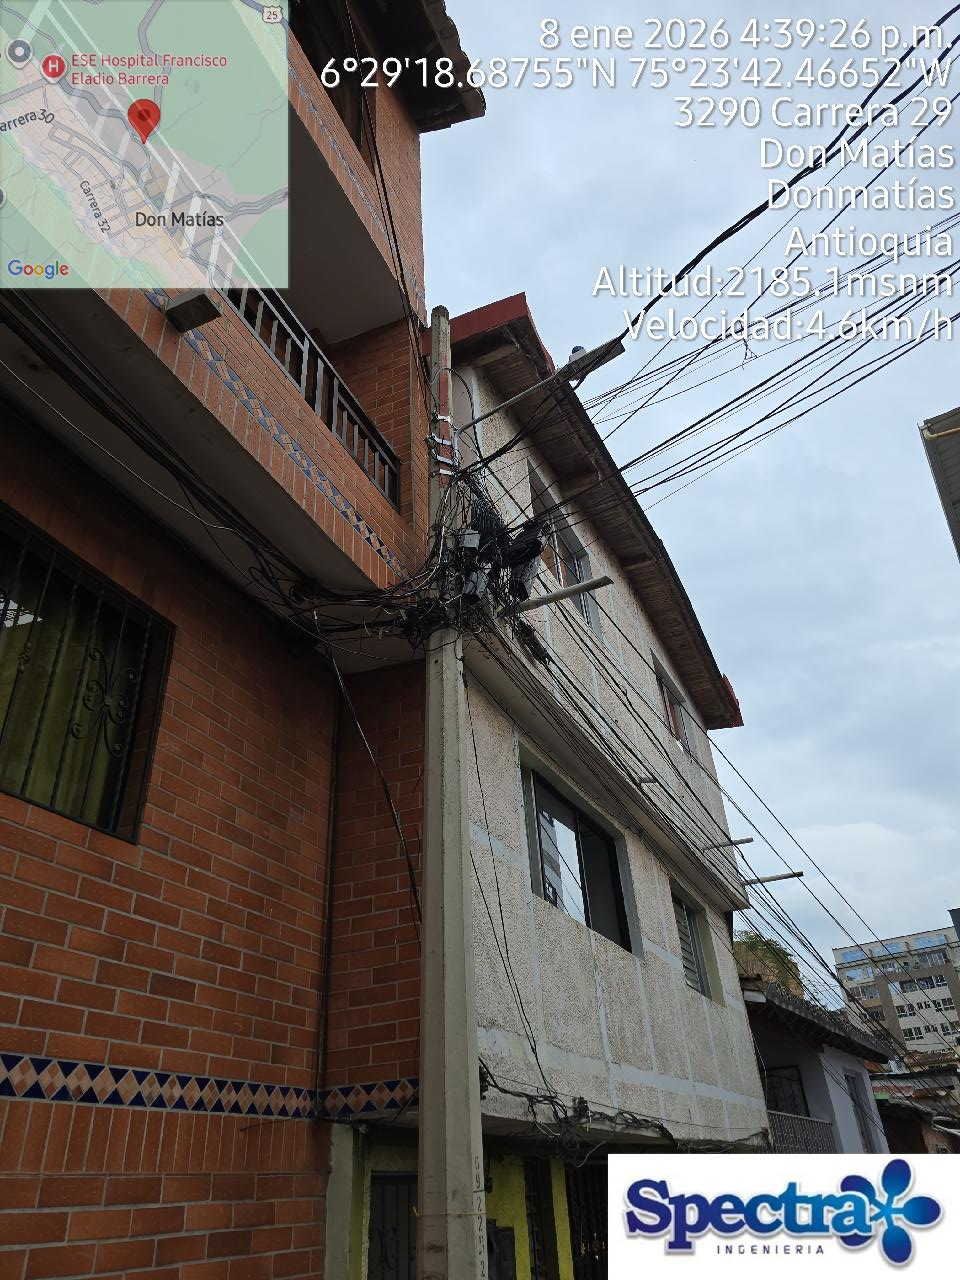 25
ESE Hospital Francisco
Eladio Barrera
H
arrera 30
Carrera 32
Don Matías
Google
8 ene 2026 4:39:26 p.m.
6°29'18.68755"N 75°23'42.46652"W
3290 Carrera 29
Don Matías
Donmatías
Antioquia
Altitud:2185.1msnm
Velocidad:4.6km/h
Spectra
INGENIERIA